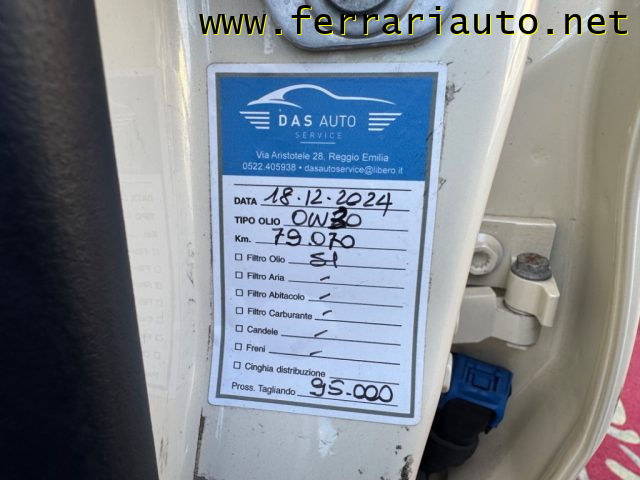 www.ferrariauto.net
DAS AUTO
SERVICE
Via Aristotele 28, Reggio Emilia
0522.405938 • dasautoservice@libero.it
DATA 18.12.2024
TIPO OLIO 0W30
Km. 79.070
Filtro Olio SI
Filtro Aria -
Filtro Abitacolo -
Filtro Carburante -
Candele -
Freni -
Cinghia distribuzione
Pross. Tagliando 95.000